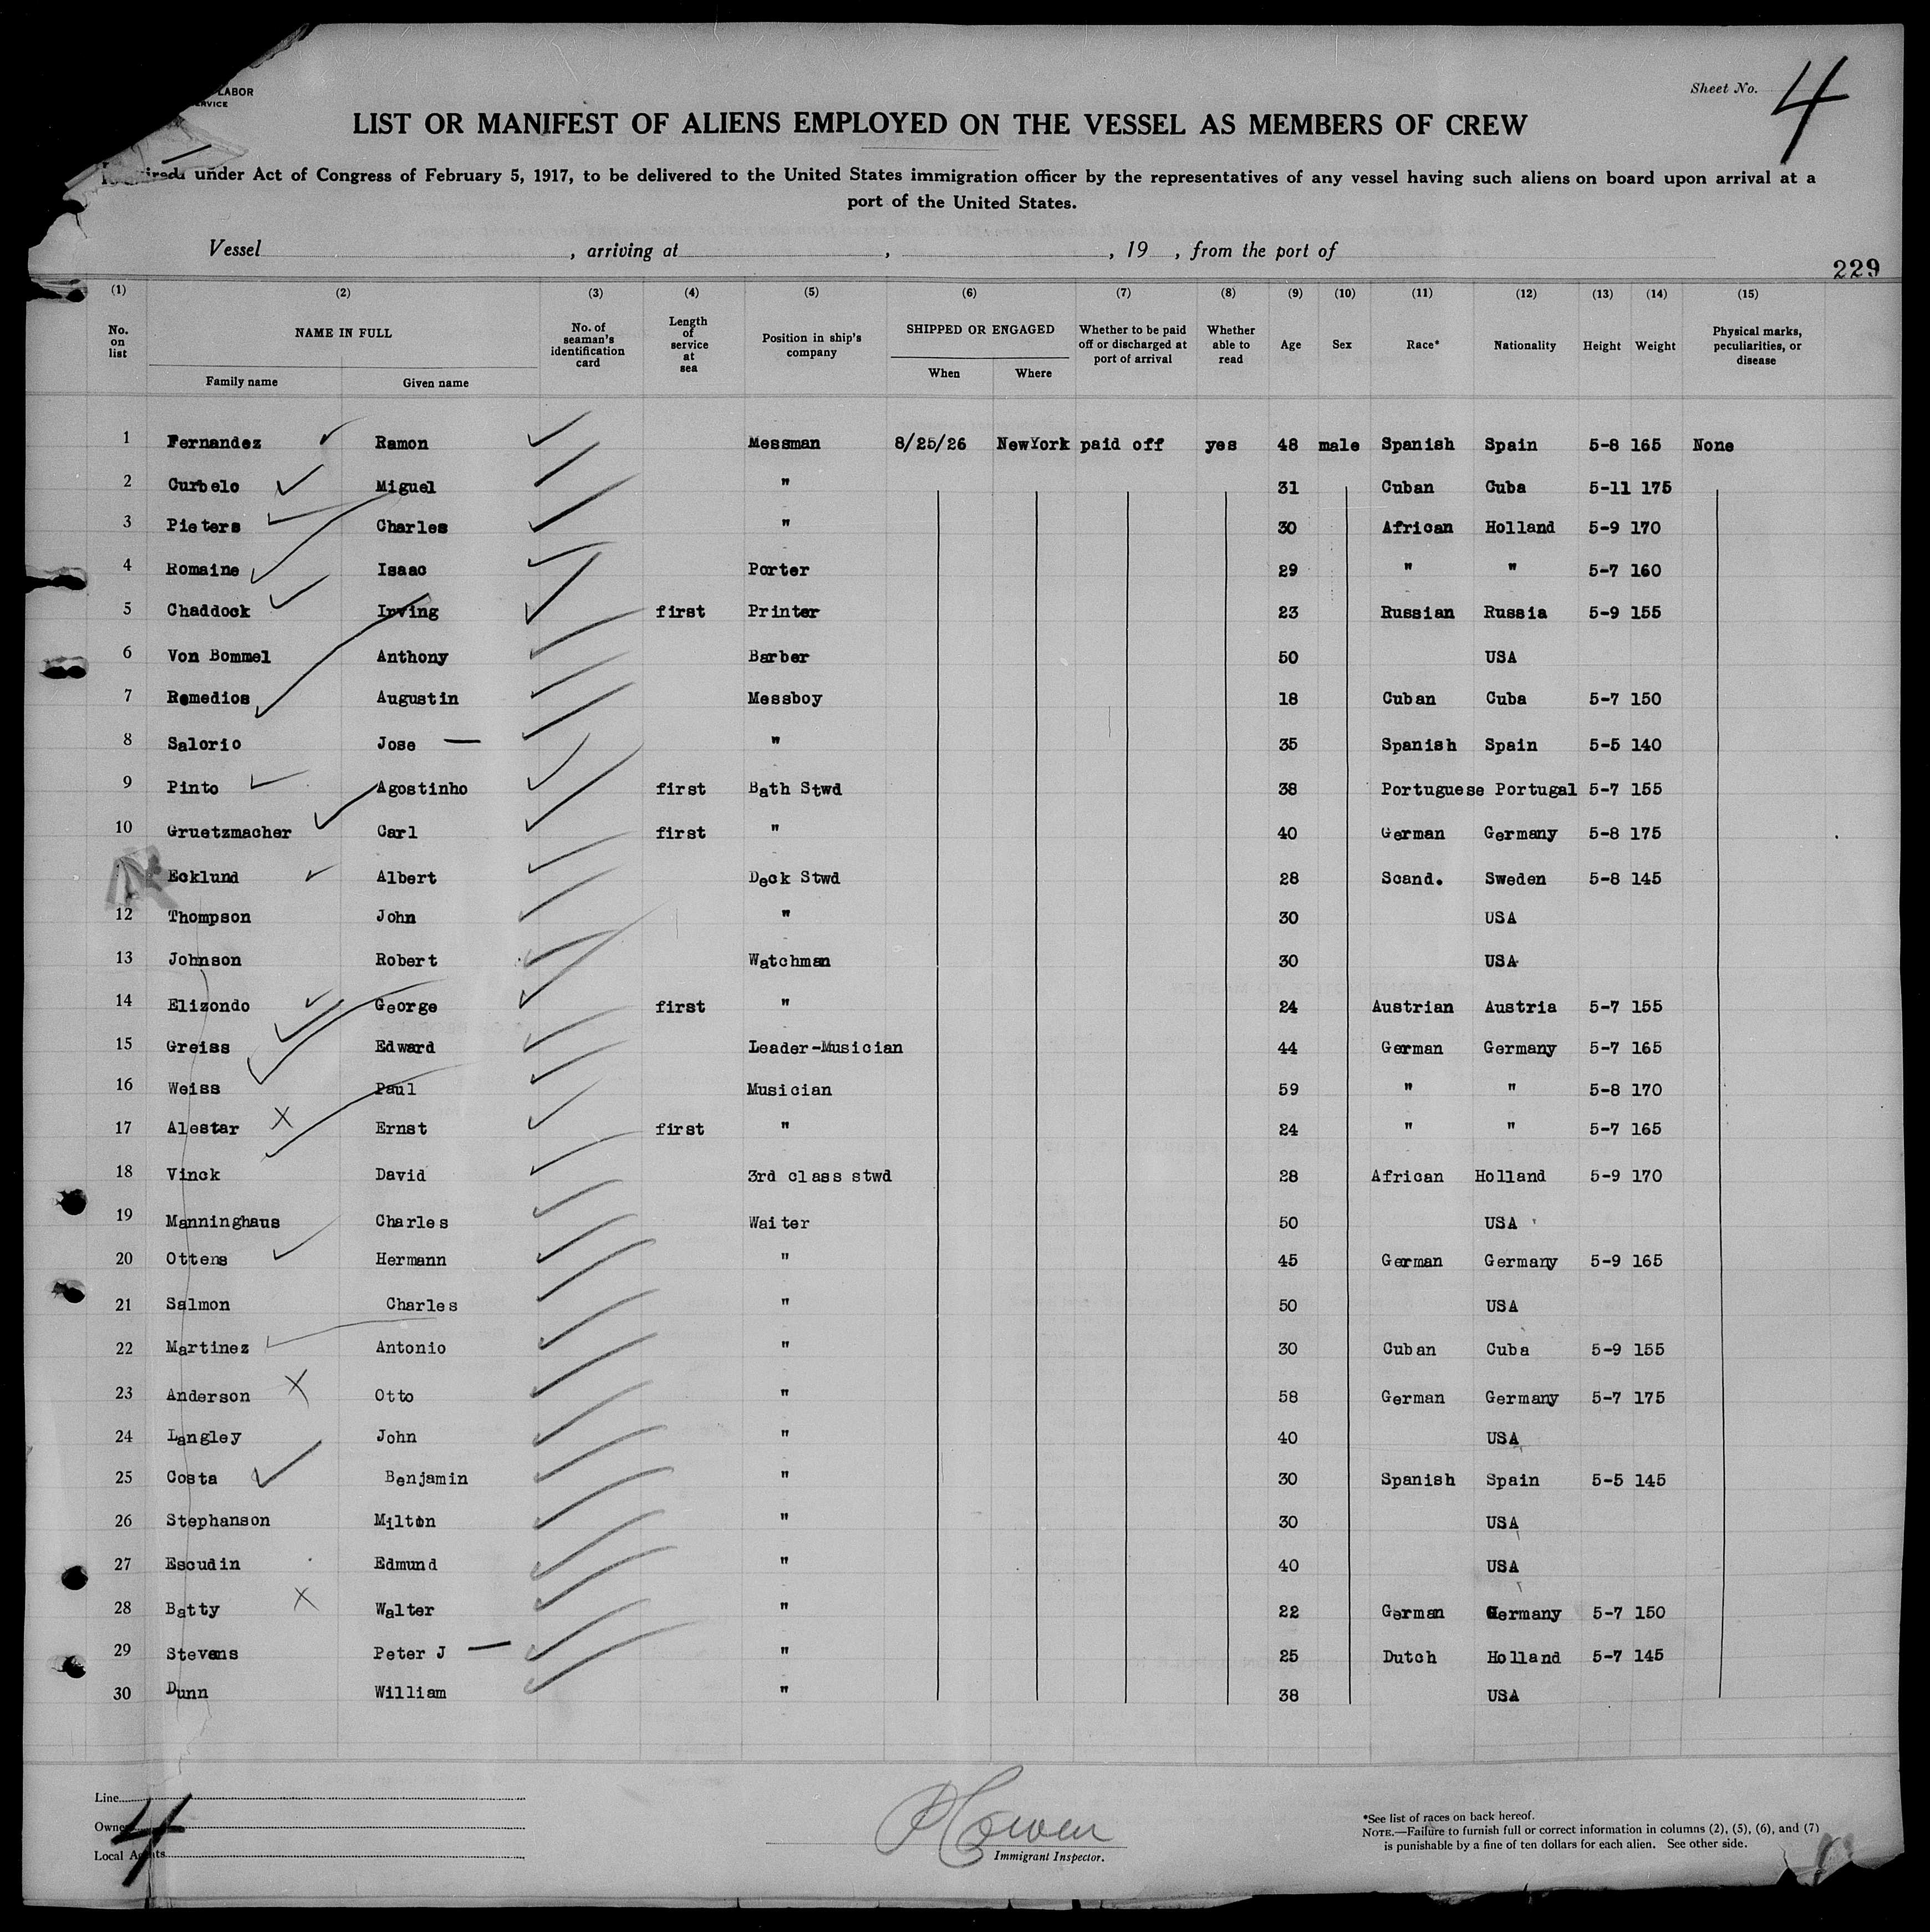 LABOR
ERVICE
Sheet No. 4
LIST OR MANIFEST OF ALIENS EMPLOYED ON THE VESSEL AS MEMBERS OF CREW
under Act of Congress of February 5, 1917, to be delivered to the United States immigration officer by the representatives of any vessel having such aliens on board upon arrival at a
port of the United States.
Vessel , arriving at , , 19 , from the port of
229
(1) (2) (3) (4) (5) (6) (7) (8) (9) (10) (11) (12) (13) (14) (15)
No. on list NAME IN FULL No. of seaman's identification card Length of service at sea Position in ship's company SHIPPED OR ENGAGED Whether to be paid off or discharged at port of arrival Whether able to read Age Sex Race* Nationality Height Weight Physical marks, peculiarities, or disease
Family name Given name When Where
1 Fernandez Ramon Messman 8/25/26 NewYork paid off yes 48 male Spanish Spain 5-8 165 None
2 Curbelo Miguel " 31 Cuban Cuba 5-11 175
3 Pieters Charles " 30 African Holland 5-9 170
4 Romaine Isaac Porter 29 " " 5-7 160
5 Chaddock Irving first Printer 23 Russian Russia 5-9 155
6 Von Bommel Anthony Barber 50 USA
7 Remedios Augustin Messboy 18 Cuban Cuba 5-7 150
8 Salorio Jose — " 35 Spanish Spain 5-5 140
9 Pinto Agostinho first Bath Stwd 38 Portuguese Portugal 5-7 155
10 Gruetzmacher Carl first " 40 German Germany 5-8 175
Ecklund Albert Deck Stwd 28 Scand. Sweden 5-8 145
12 Thompson John " 30 USA
13 Johnson Robert Watchman 30 USA
14 Elizondo George first " 24 Austrian Austria 5-7 155
15 Greiss Edward Leader-Musician 44 German Germany 5-7 165
16 Weiss Paul Musician 59 " " 5-8 170
17 Alestar Ernst first " 24 " " 5-7 165
18 Vinck David 3rd class stwd 28 African Holland 5-9 170
19 Manninghaus Charles Waiter 50 USA
20 Ottens Hermann " 45 German Germany 5-9 165
21 Salmon Charles " 50 USA
22 Martinez Antonio " 30 Cuban Cuba 5-9 155
23 Anderson Otto " 58 German Germany 5-7 175
24 Langley John " 40 USA
25 Costa Benjamin " 30 Spanish Spain 5-5 145
26 Stephanson Milton " 30 USA
27 Escudin Edmund " 40 USA
28 Batty Walter " 22 German Germany 5-7 150
29 Stevens Peter J — " 25 Dutch Holland 5-7 145
30 Dunn William " 38 USA
Line
Owner
Local Agents
4
Immigrant Inspector.
*See list of races on back hereof.
NOTE.—Failure to furnish full or correct information in columns (2), (5), (6), and (7)
is punishable by a fine of ten dollars for each alien. See other side.